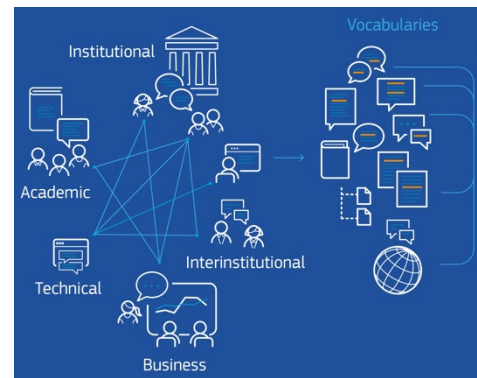 Vocabularies
Institutional
Academic
Interinstitutional
Technical
Business